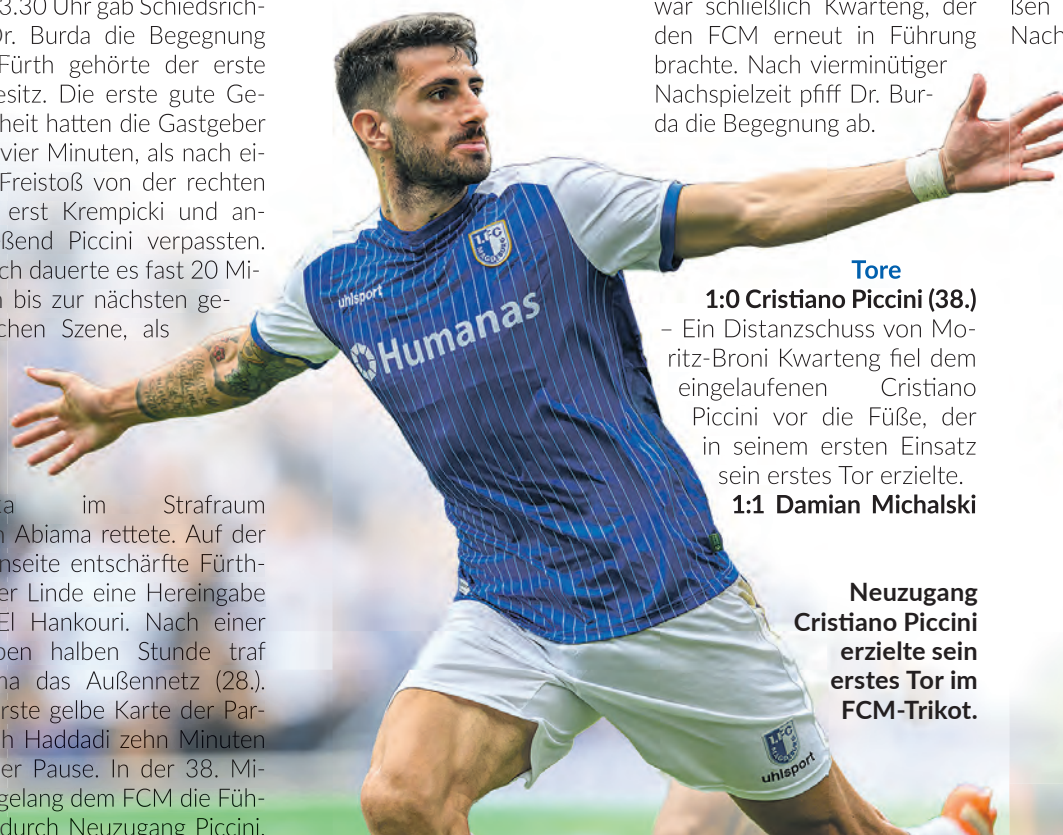 3.30 Uhr gab Schiedsrich-
Dr. Burda die Begegnung
Fürth gehörte der erste
esitz. Die erste gute Ge-
heit hatten die Gastgeber
vier Minuten, als nach ei-
Freistoß von der rechten
erst Krempicki und an-
ßend Piccini verpassten.
ch dauerte es fast 20 Mi-
n bis zur nächsten ge-
chen Szene, als
a im Strafraum
n Abiama rettete. Auf der
nseite entschärfte Fürth-
er Linde eine Hereingabe
El Hankouri. Nach einer
ben halben Stunde traf
ma das Außennetz (28.).
rste gelbe Karte der Par-
h Haddadi zehn Minuten
er Pause. In der 38. Mi-
gelang dem FCM die Füh-
durch Neuzugang Piccini.
1.FC
MAGDEBURG
uhlsport
Humanas
1.FC
MAGDEBURG
uhlsport
war schließlich Kwarteng, der
den FCM erneut in Führung
brachte. Nach vierminütiger
Nachspielzeit pfiff Dr. Bur-
da die Begegnung ab.
Tore
1:0 Cristiano Piccini (38.)
– Ein Distanzschuss von Mo-
ritz-Broni Kwarteng fiel dem
eingelaufenen Cristiano
Piccini vor die Füße, der
in seinem ersten Einsatz
sein erstes Tor erzielte.
1:1 Damian Michalski
Neuzugang
Cristiano Piccini
erzielte sein
erstes Tor im
FCM-Trikot.
ßen
Nach